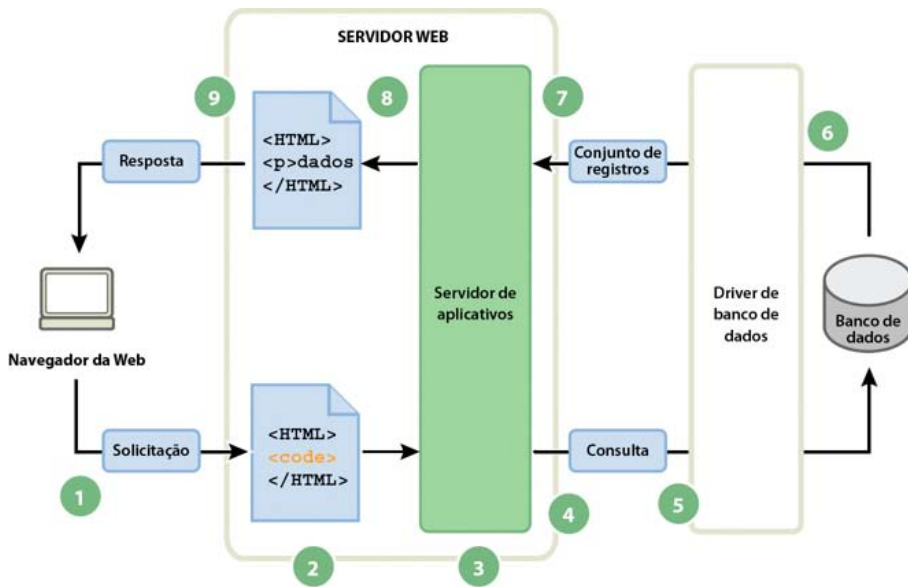 SERVIDOR WEB
9
8
7
6
<HTML>
<p>dados
</HTML>
Resposta
Conjunto de
registros
Servidor de
aplicativos
Driver de
banco de
dados
Banco de
dados
Navegador da Web
<HTML>
<code>
</HTML>
Solicitação
Consulta
1
2
3
4
5